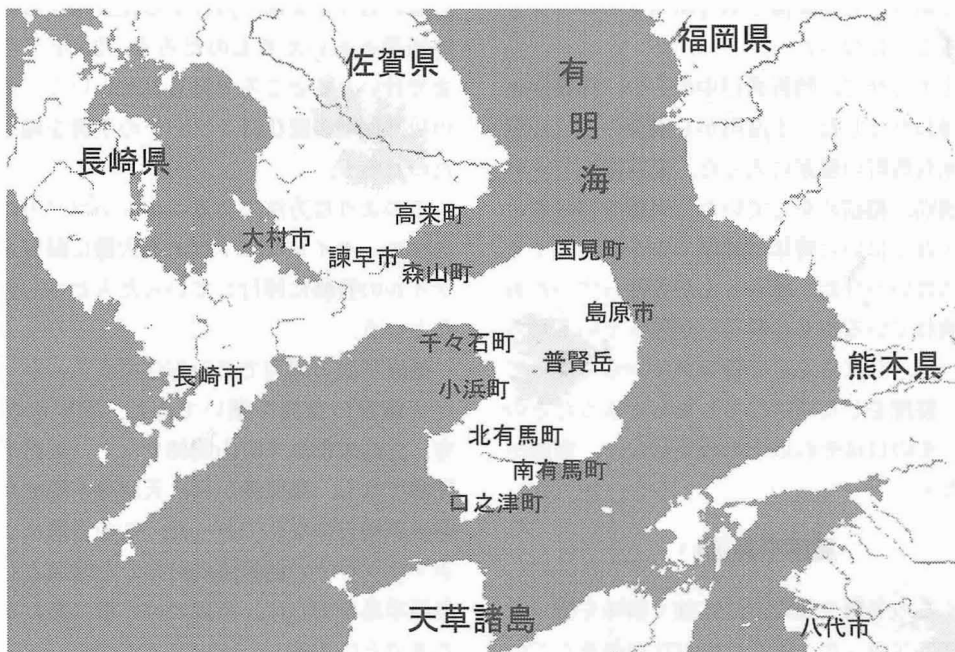 佐賀県
福岡県
有明海
長崎県
高来町
大村市
諫早市
森山町
国見町
島原市
千々石町
普賢岳
熊本県
長崎市
小浜町
北有馬町
南有馬町
口之津町
天草諸島
八代市